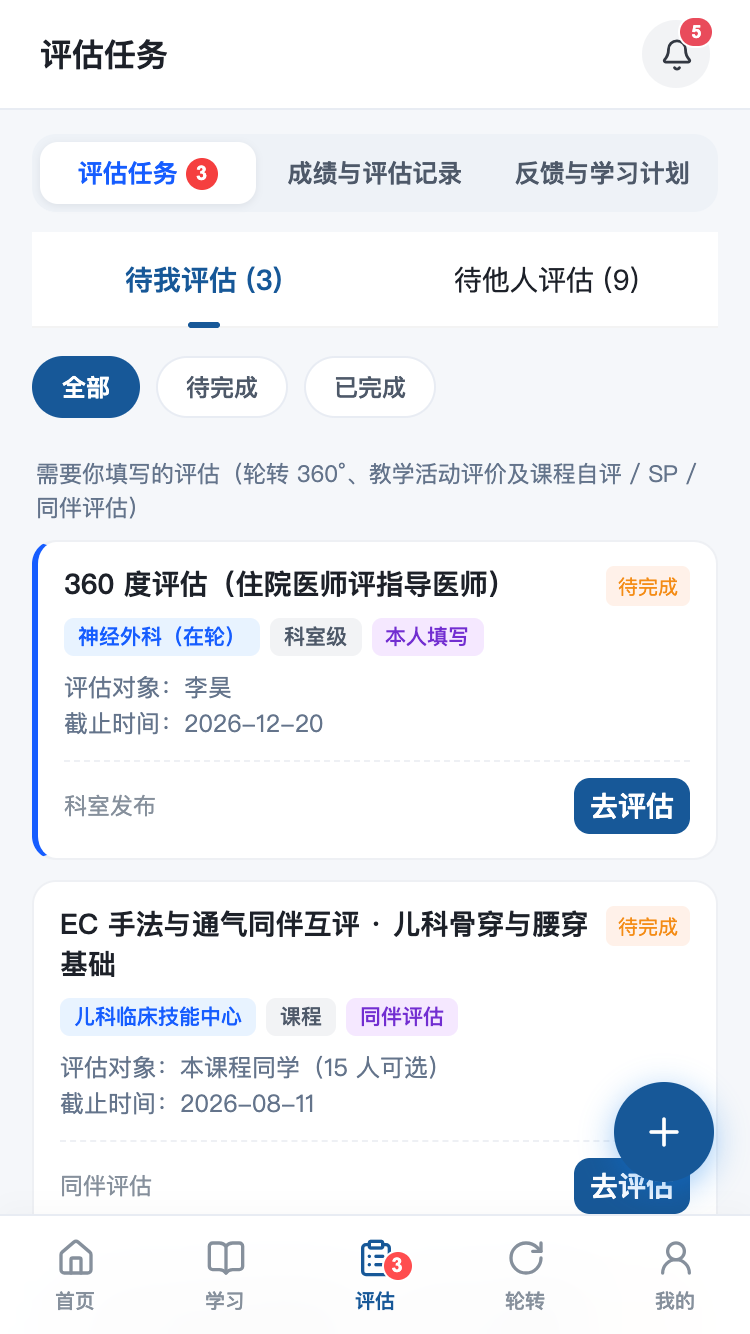 评估任务
5
评估任务 3
成绩与评估记录
反馈与学习计划
待我评估 (3)
待他人评估 (9)
全部
待完成
已完成
需要你填写的评估（轮转 360°、教学活动评价及课程自评 / SP /
同伴评估）
360 度评估（住院医师评指导医师）
待完成
神经外科（在轮）
科室级
本人填写
评估对象：李昊
截止时间：2026-12-20
科室发布
去评估
EC 手法与通气同伴互评 · 儿科骨穿与腰穿
基础
待完成
儿科临床技能中心
课程
同伴评估
评估对象：本课程同学（15 人可选）
截止时间：2026-08-11
同伴评估
去评估
首页
学习
3
评估
轮转
我的